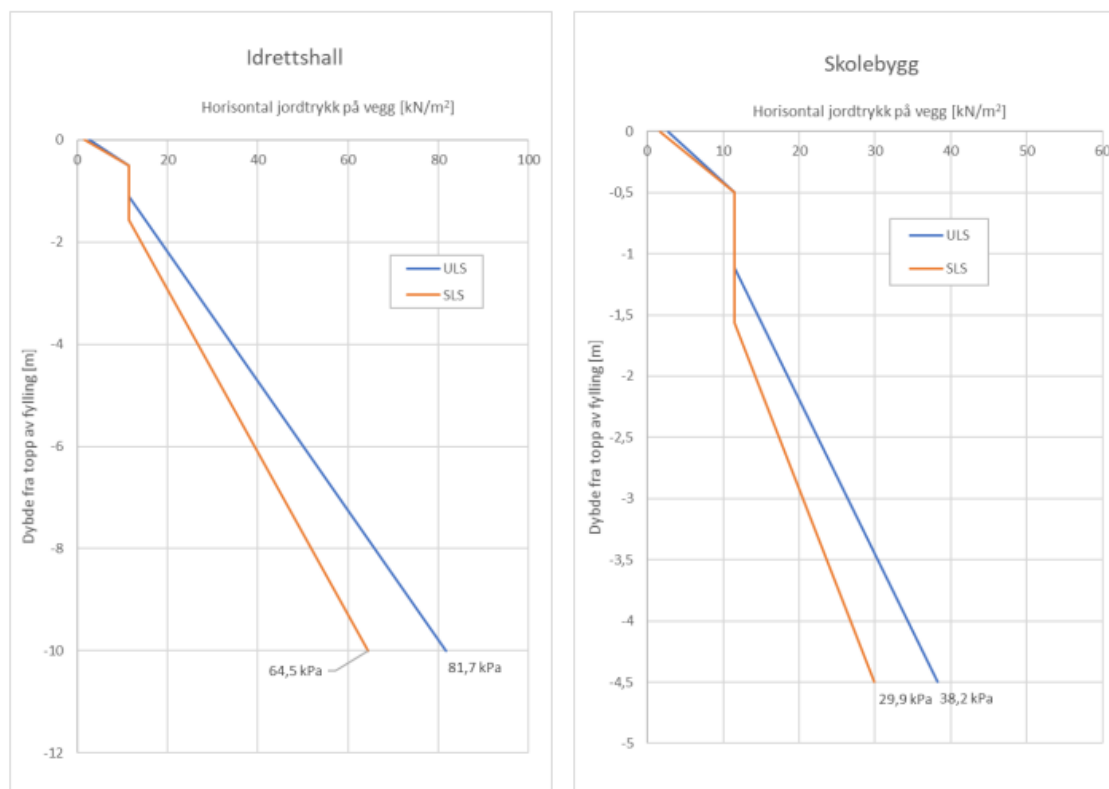 Idrettshall
Horisontal jordtrykk på vegg [kN/m²]
0 20 40 60 80 100
0
-2
-4
-6
-8
-10
-12
Dybde fra topp av fylling [m]
ULS
SLS
64,5 kPa
81,7 kPa
Skolebygg
Horisontal jordtrykk på vegg [kN/m²]
0 10 20 30 40 50 60
0
-0,5
-1
-1,5
-2
-2,5
-3
-3,5
-4
-4,5
-5
Dybde fra topp av fylling [m]
ULS
SLS
29,9 kPa
38,2 kPa